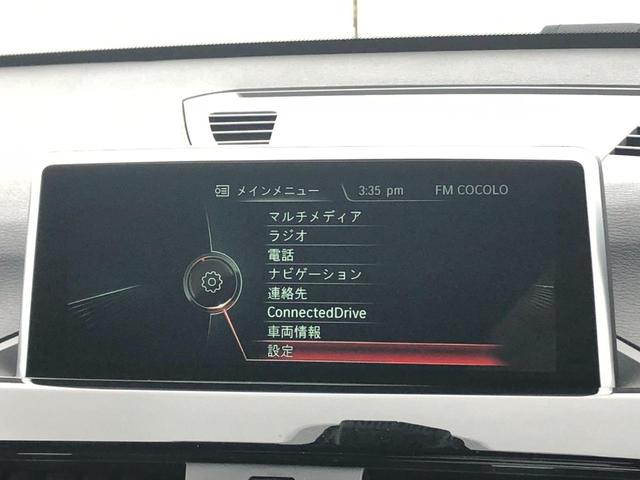 メインメニュー 3:35 pm FM COCOLO
マルチメディア
ラジオ
電話
ナビゲーション
連絡先
ConnectedDrive
車両情報
設定